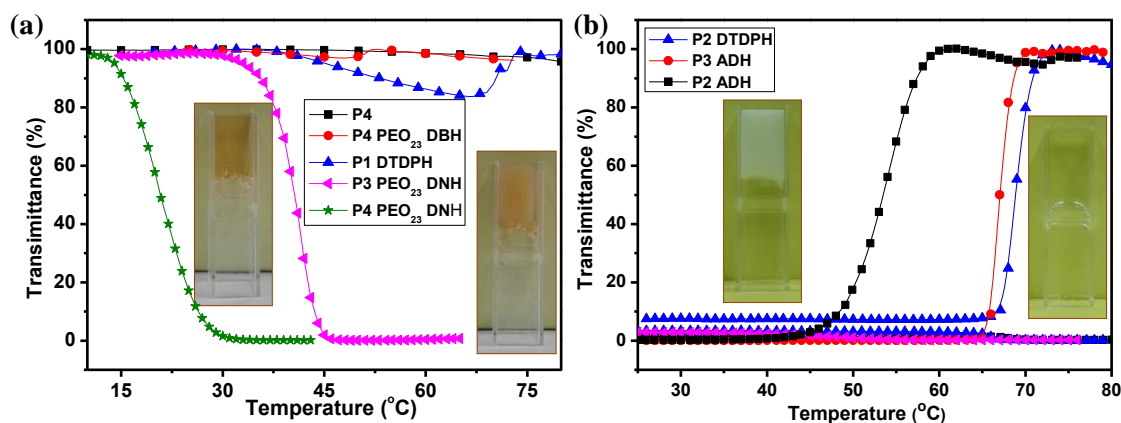 (a)
Transimittance (%)
100
80
60
40
20
0
P4
P4 PEO₂₃ DBH
P1 DTDPH
P3 PEO₂₃ DNH
P4 PEO₂₃ DNH
15 30 45 60 75
Temperature (°C)
(b)
Transmittance (%)
100
80
60
40
20
0
P2 DTDPH
P3 ADH
P2 ADH
30 40 50 60 70 80
Temperature (°C)